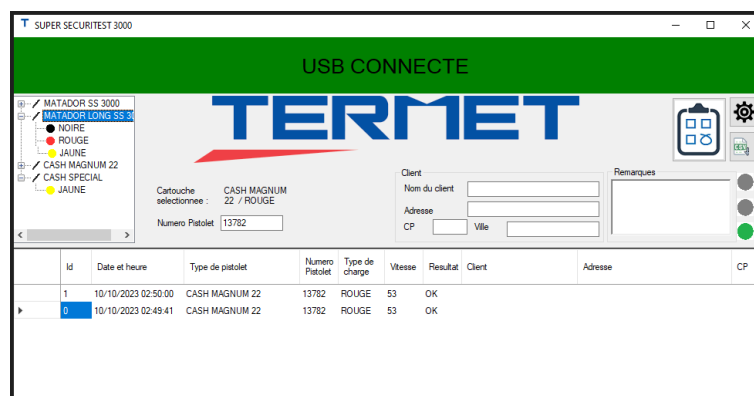 SUPER SECURITEST 3000
USB CONNECTE
MATADOR SS 3000
MATADOR LONG SS 30
NOIRE
ROUGE
JAUNE
CASH MAGNUM 22
CASH SPECIAL
JAUNE
TERMET
Cartouche selectionnee : CASH MAGNUM 22 / ROUGE
Numero Pistolet 13782
Client
Nom du client
Adresse
CP Ville
Remarques
Id Date et heure Type de pistolet Numero Pistolet Type de charge Vitesse Resultat Client Adresse CP
1 10/10/2023 02:50:00 CASH MAGNUM 22 13782 ROUGE 53 OK
0 10/10/2023 02:49:41 CASH MAGNUM 22 13782 ROUGE 53 OK